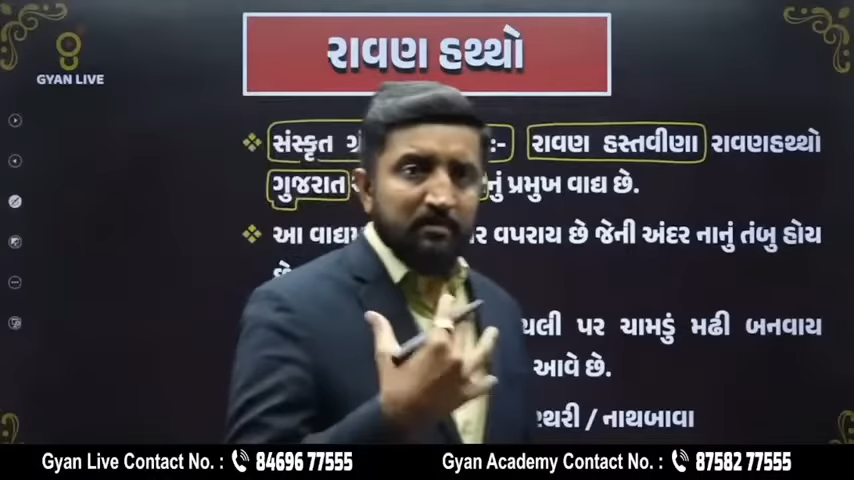 GYAN LIVE
રાવણ હથ્થો
સંસ્કૃત :- રાવણ હસ્તવીણા રાવણહથ્થો
ગુજરાત નું પ્રમુખ વાદ્ય છે.
આ વાદ્ય વપરાય છે જેની અંદર નાનું તંબુ હોય
છે
પર ચામડું મઢી બનવાય
આવે છે.
/ નાથબાવા
Gyan Live Contact No. : 84696 77555
Gyan Academy Contact No. : 87582 77555